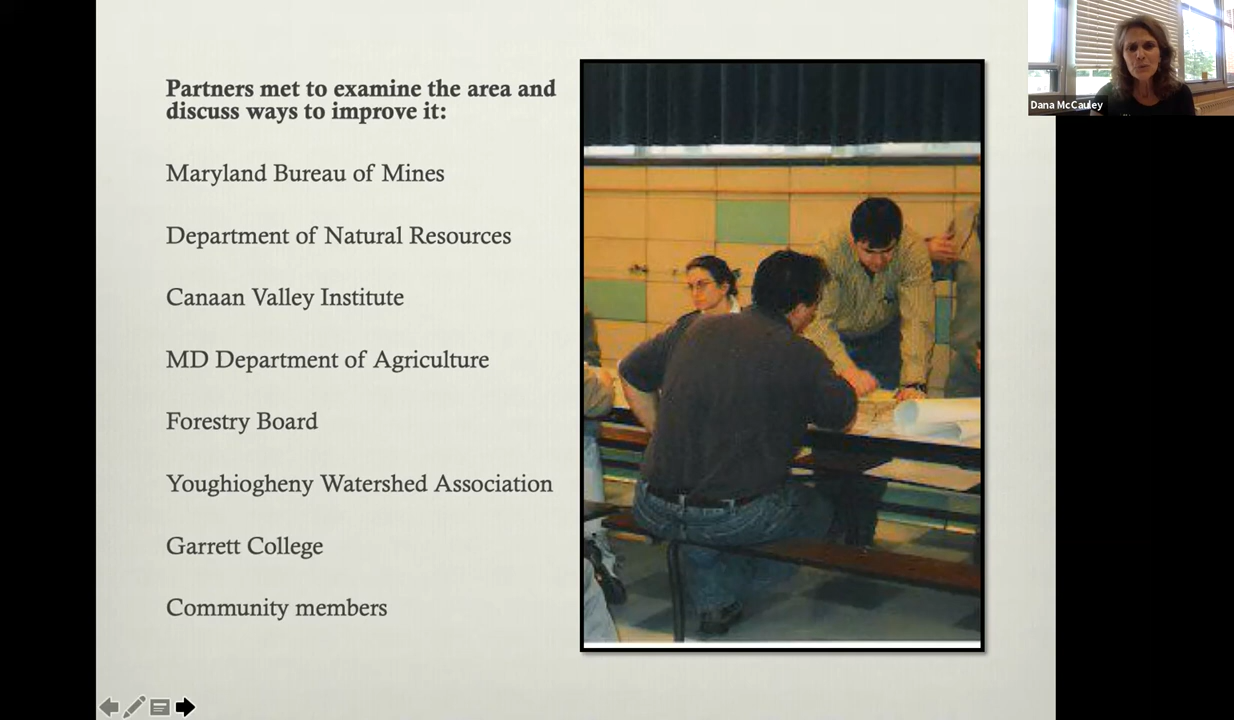 Partners met to examine the area and
discuss ways to improve it:
Maryland Bureau of Mines
Department of Natural Resources
Canaan Valley Institute
MD Department of Agriculture
Forestry Board
Youghiogheny Watershed Association
Garrett College
Community members
Dana McCauley